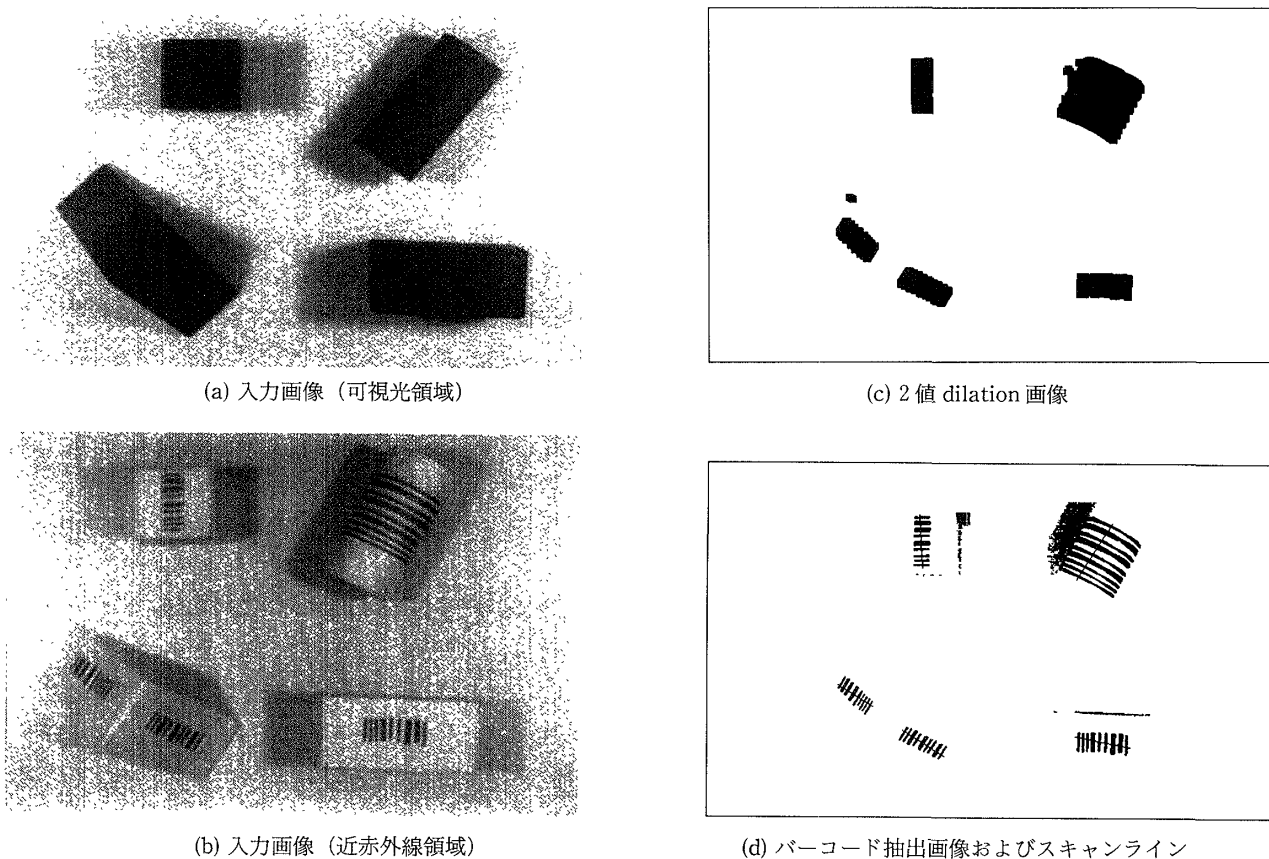 (a) 入力画像（可視光領域）
(c) 2値 dilation 画像
(b) 入力画像（近赤外線領域）
(d) バーコード抽出画像およびスキャンライン